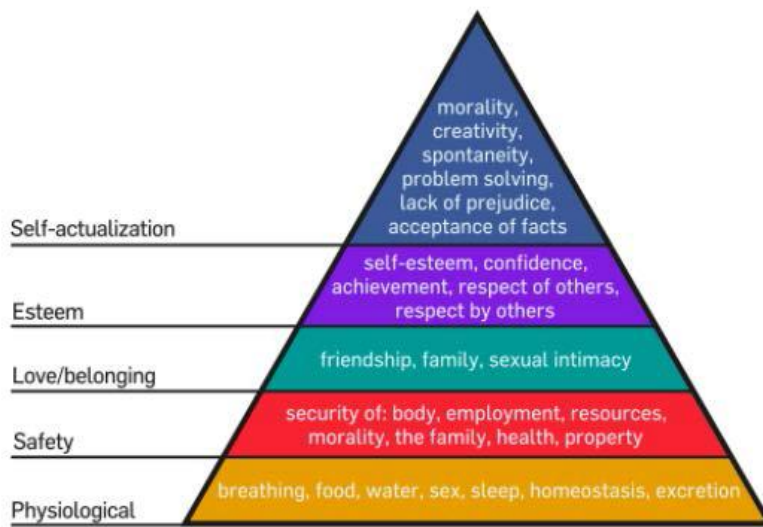 morality,
creativity,
spontaneity,
problem solving,
lack of prejudice,
acceptance of facts
Self-actualization
self-esteem, confidence,
achievement, respect of others,
respect by others
Esteem
friendship, family, sexual intimacy
Love/belonging
security of: body, employment, resources,
morality, the family, health, property
Safety
breathing, food, water, sex, sleep, homeostasis, excretion
Physiological